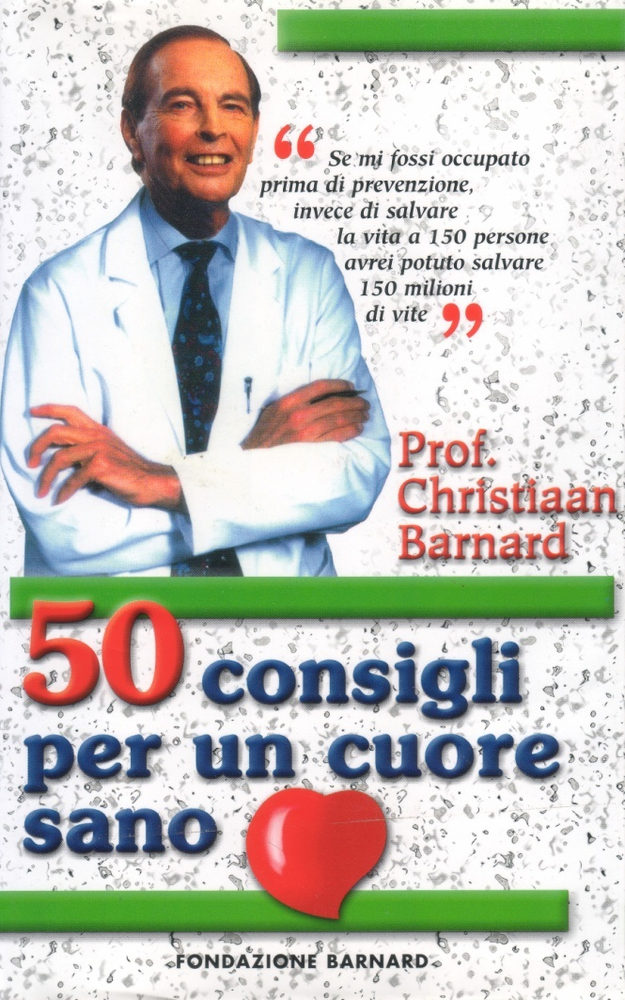 “ Se mi fossi occupato
prima di prevenzione,
invece di salvare
la vita a 150 persone
avrei potuto salvare
150 milioni
di vite ”
Prof.
Christiaan
Barnard
50 consigli
per un cuore
sano
FONDAZIONE BARNARD